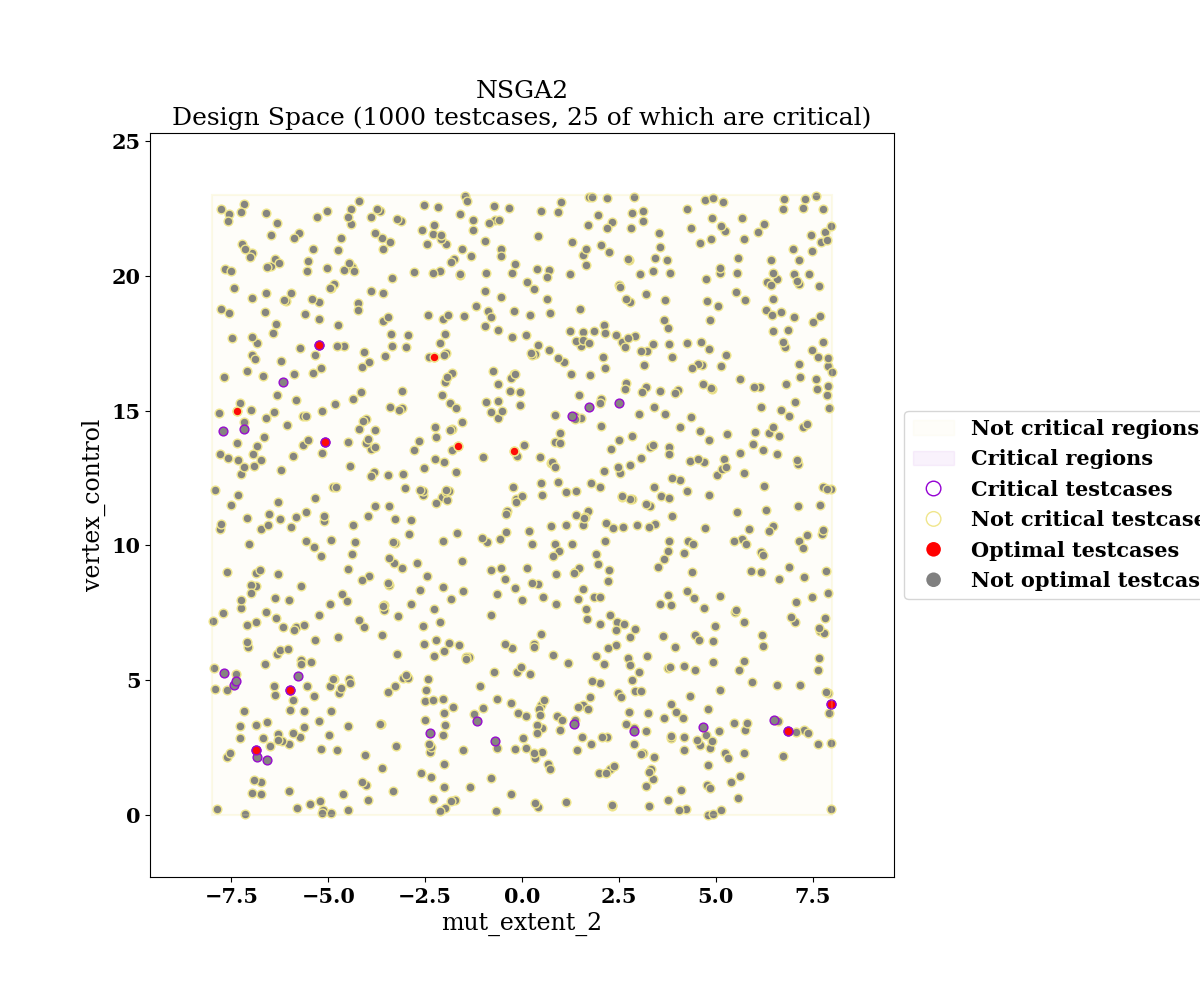 NSGA2
Design Space (1000 testcases, 25 of which are critical)
25
20
15
10
5
0
vertex_control
−7.5 −5.0 −2.5 0.0 2.5 5.0 7.5
mut_extent_2
Not critical regions
Critical regions
Critical testcases
Not critical testcase
Optimal testcases
Not optimal testcas